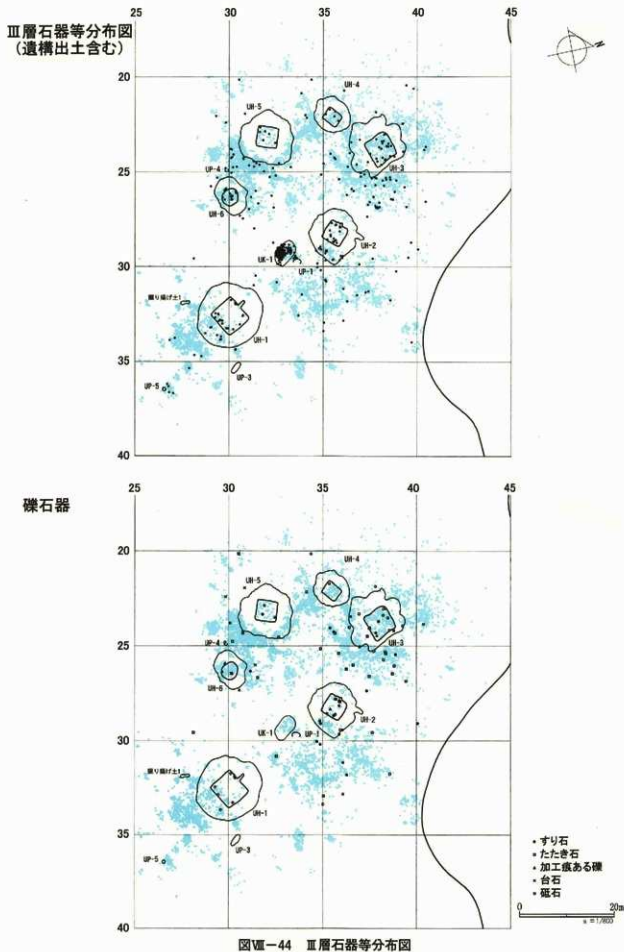 Ⅲ層石器等分布図
(遺構出土含む)
25 30 35 40 45
N
20
25
30
35
40
UH-4
UH-5
UH-3
UP-4
UH-6
UH-2
UK-1
UP-1
掘り揚げ土1
UH-1
UP-3
UP-5
礫石器
25 30 35 40 45
20
25
30
35
40
UH-4
UH-5
UH-3
UP-4
UH-6
UH-2
UK-1
UP-1
掘り揚げ土1
UH-1
UP-3
UP-5
すり石
たたき石
加工痕ある礫
台石
砥石
0 20m
s=1/800
図Ⅷ-44 Ⅲ層石器等分布図